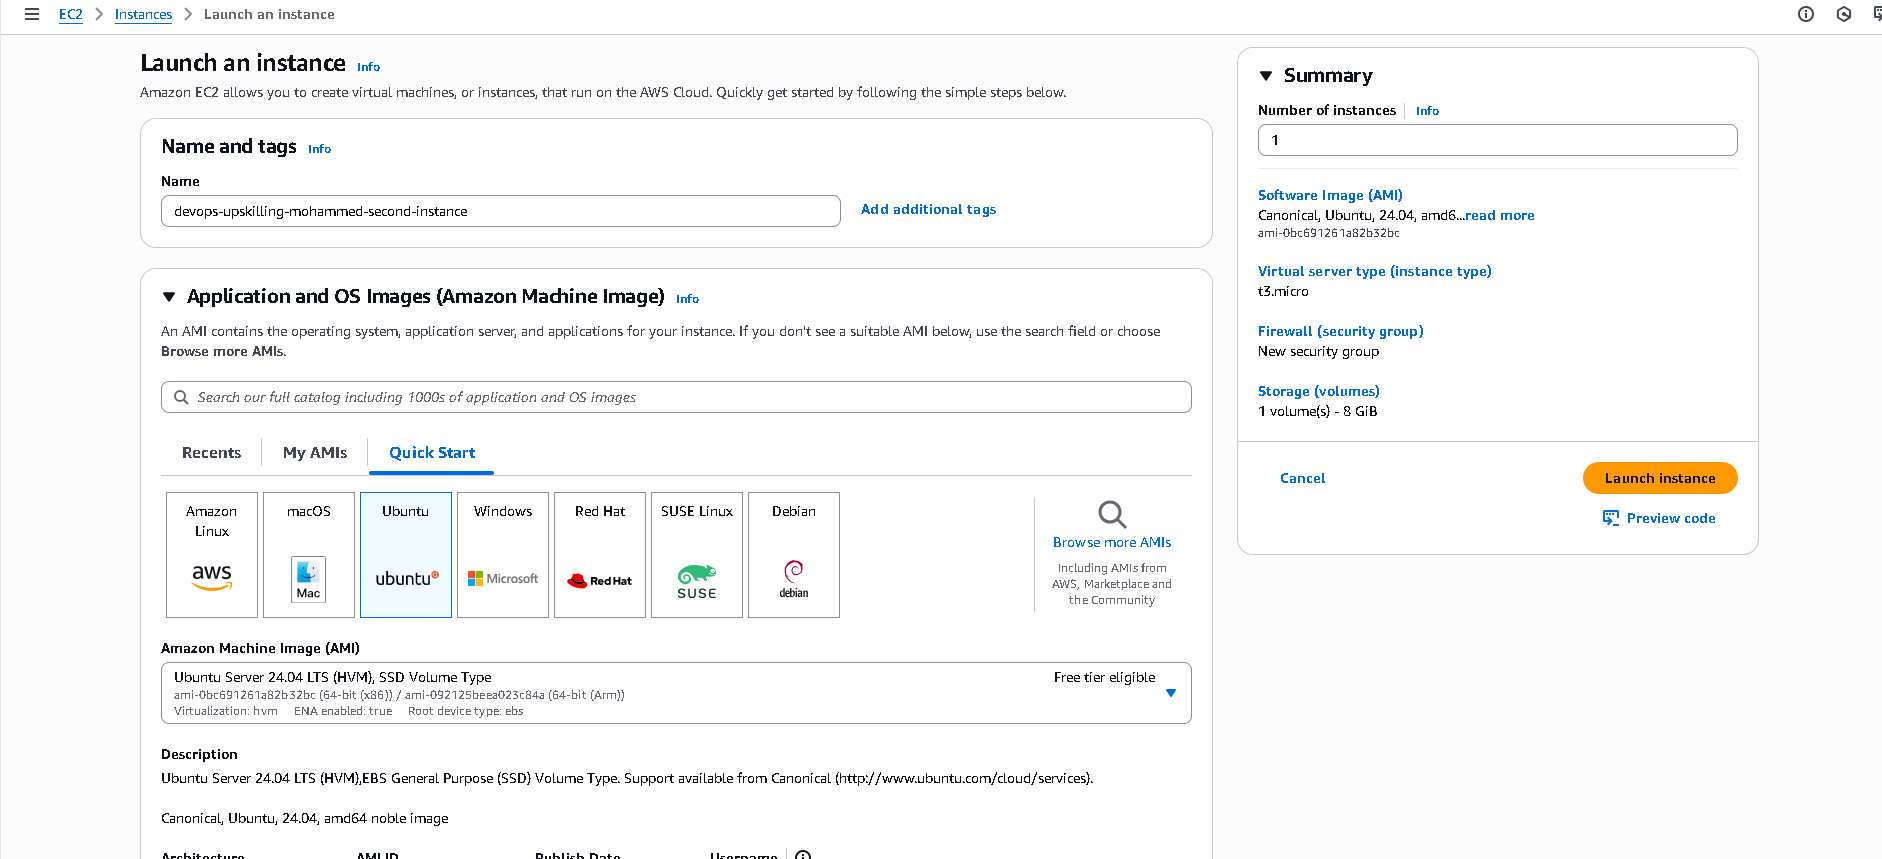 EC2 > Instances > Launch an instance
Launch an instance Info
Amazon EC2 allows you to create virtual machines, or instances, that run on the AWS Cloud. Quickly get started by following the simple steps below.
Name and tags Info
Name
devops-upskilling-mohammed-second-instance
Add additional tags
Application and OS Images (Amazon Machine Image) Info
An AMI contains the operating system, application server, and applications for your instance. If you don't see a suitable AMI below, use the search field or choose
Browse more AMIs.
Search our full catalog including 1000s of application and OS images
Recents
My AMIs
Quick Start
Amazon
Linux
aws
macOS
Mac
Ubuntu
ubuntu
Windows
Microsoft
Red Hat
Red Hat
SUSE Linux
SUSE
Debian
debian
Browse more AMIs
Including AMIs from
AWS, Marketplace and
the Community
Amazon Machine Image (AMI)
Ubuntu Server 24.04 LTS (HVM), SSD Volume Type
Free tier eligible
ami-0bc691261a82b32bc (64-bit (x86)) / ami-092125beea023c84a (64-bit (Arm))
Virtualization: hvm ENA enabled: true Root device type: ebs
Description
Ubuntu Server 24.04 LTS (HVM),EBS General Purpose (SSD) Volume Type. Support available from Canonical (http://www.ubuntu.com/cloud/services).
Canonical, Ubuntu, 24.04, amd64 noble image
Architecture AMI ID Publish Date Username
Summary
Number of instances Info
1
Software Image (AMI)
Canonical, Ubuntu, 24.04, amd6...read more
ami-0bc691261a82b32bc
Virtual server type (instance type)
t3.micro
Firewall (security group)
New security group
Storage (volumes)
1 volume(s) - 8 GiB
Cancel
Launch instance
Preview code